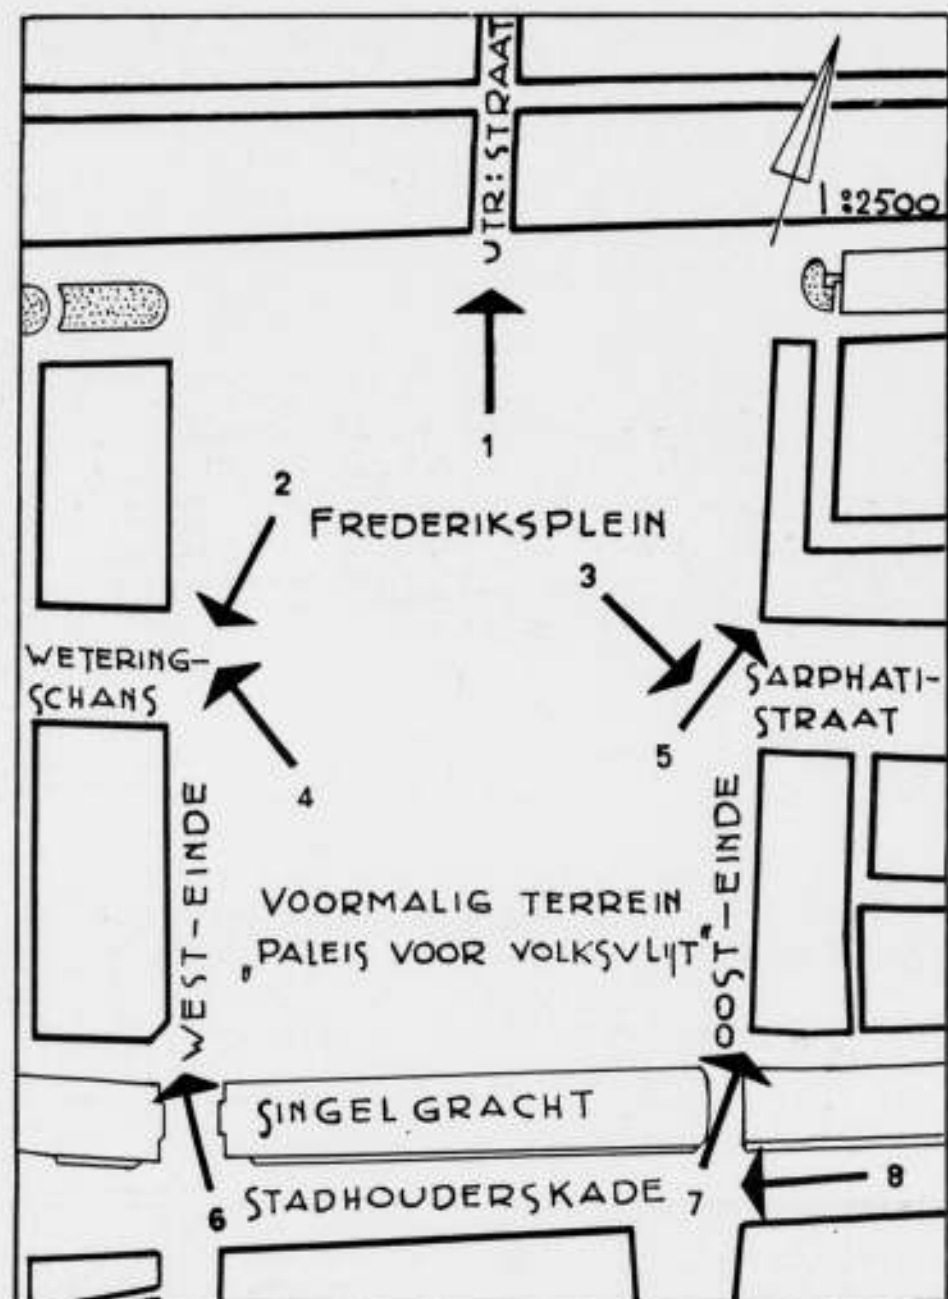 UTR: STRAAT
1:2500
1
2
FREDERIKSPLEIN
3
WETERING-
SCHANS
SARPHATI-
STRAAT
5
4
WEST-EINDE
OOST-EINDE
VOORMALIG TERREIN
„PALEIS VOOR VOLKSVLIJT”
SINGELGRACHT
6
STADHOUDERSKADE
7
8